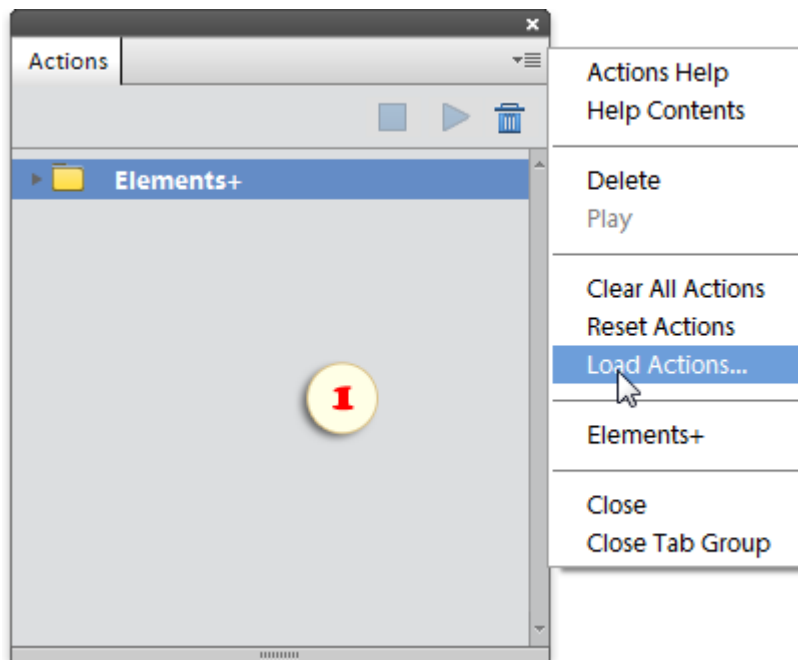 Actions
Elements+
1
Actions Help
Help Contents
Delete
Play
Clear All Actions
Reset Actions
Load Actions...
Elements+
Close
Close Tab Group